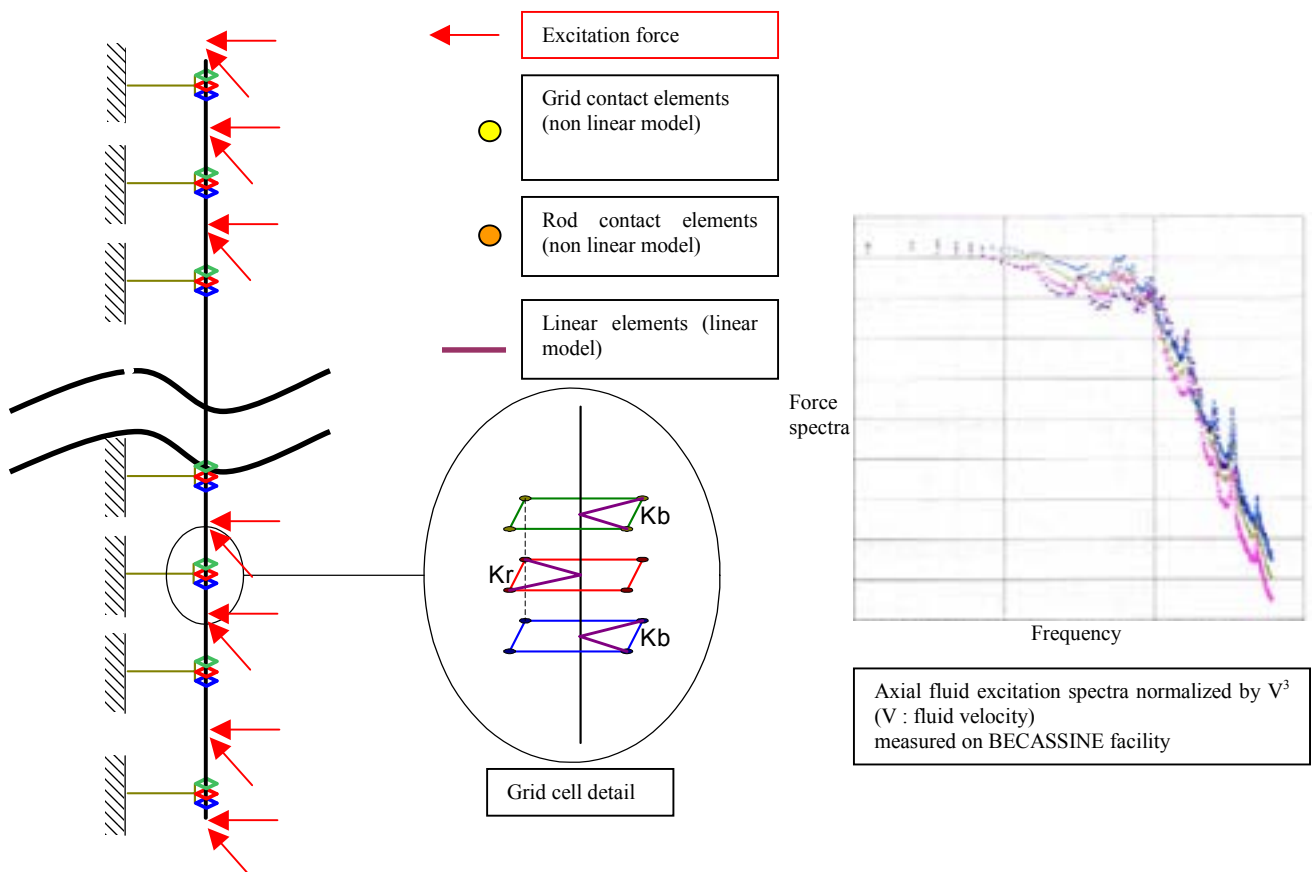 Excitation force
Grid contact elements
(non linear model)
Rod contact elements
(non linear model)
Linear elements (linear
model)
Kb
Kr
Kb
Grid cell detail
Force
spectra
Frequency
Axial fluid excitation spectra normalized by V³
(V : fluid velocity)
measured on BECASSINE facility